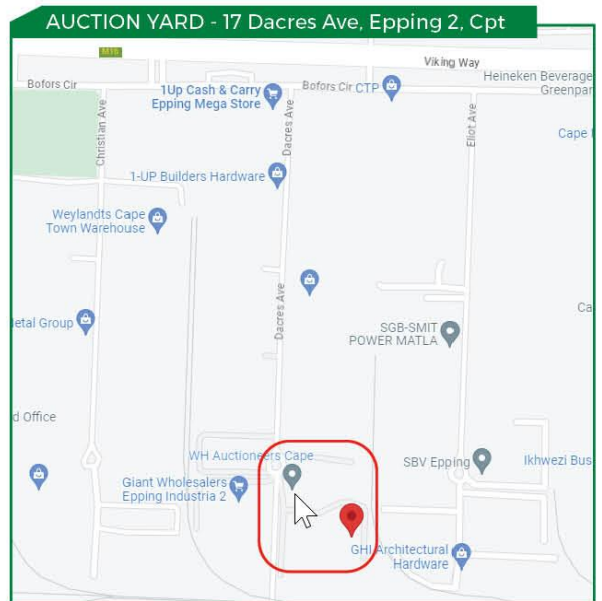 AUCTION YARD - 17 Dacres Ave, Epping 2, Cpt
M16
Viking Way
Bofors Cir
1Up Cash & Carry
Epping Mega Store
Bofors Cir
CTP
Heineken Beverage
Greenpar
Christian Ave
Dacres Ave
Eliot Ave
Cape
1-UP Builders Hardware
Weylandts Cape
Town Warehouse
Dacres Ave
Ca
etal Group
SGB-SMIT
POWER MATLA
d Office
WH Auctioneers Cape
SBV Epping
Ikhwezi Bus
Giant Wholesalers
Epping Industria 2
GHI Architectural
Hardware